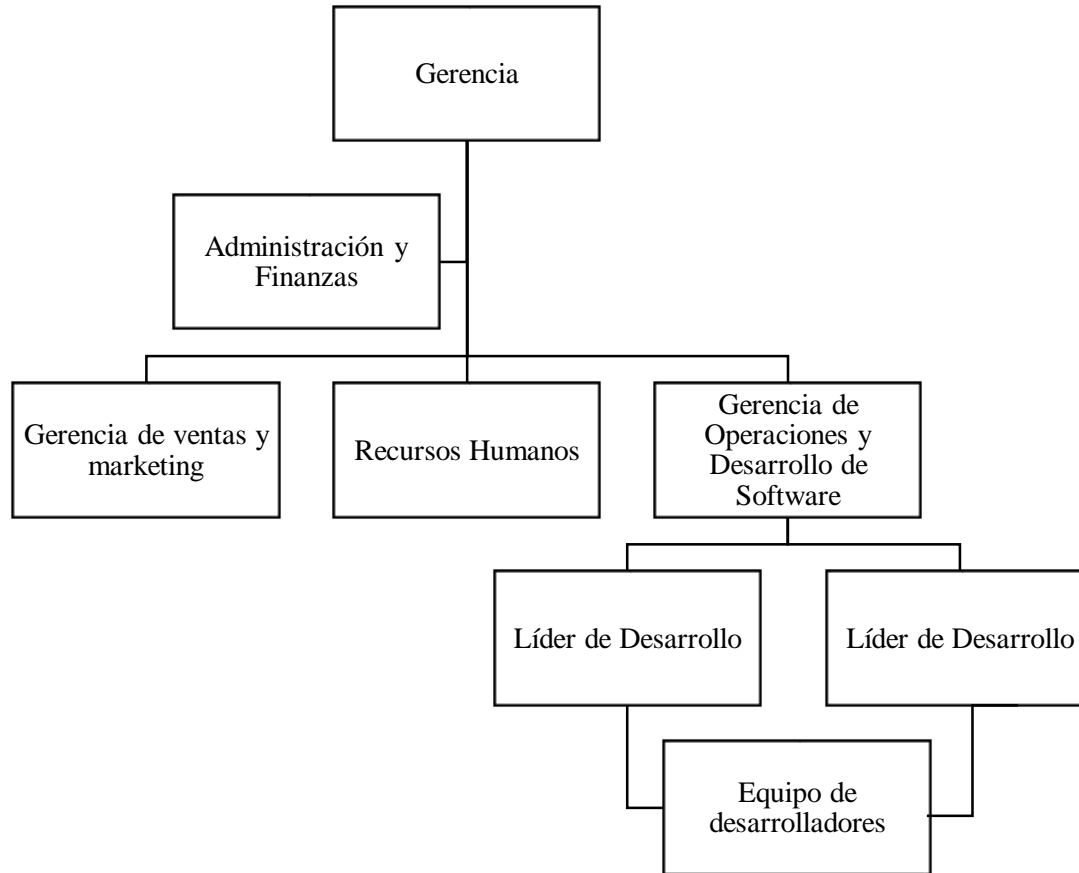 Gerencia
Administración y
Finanzas
Gerencia de ventas y
marketing
Recursos Humanos
Gerencia de
Operaciones y
Desarrollo de
Software
Líder de Desarrollo
Líder de Desarrollo
Equipo de
desarrolladores